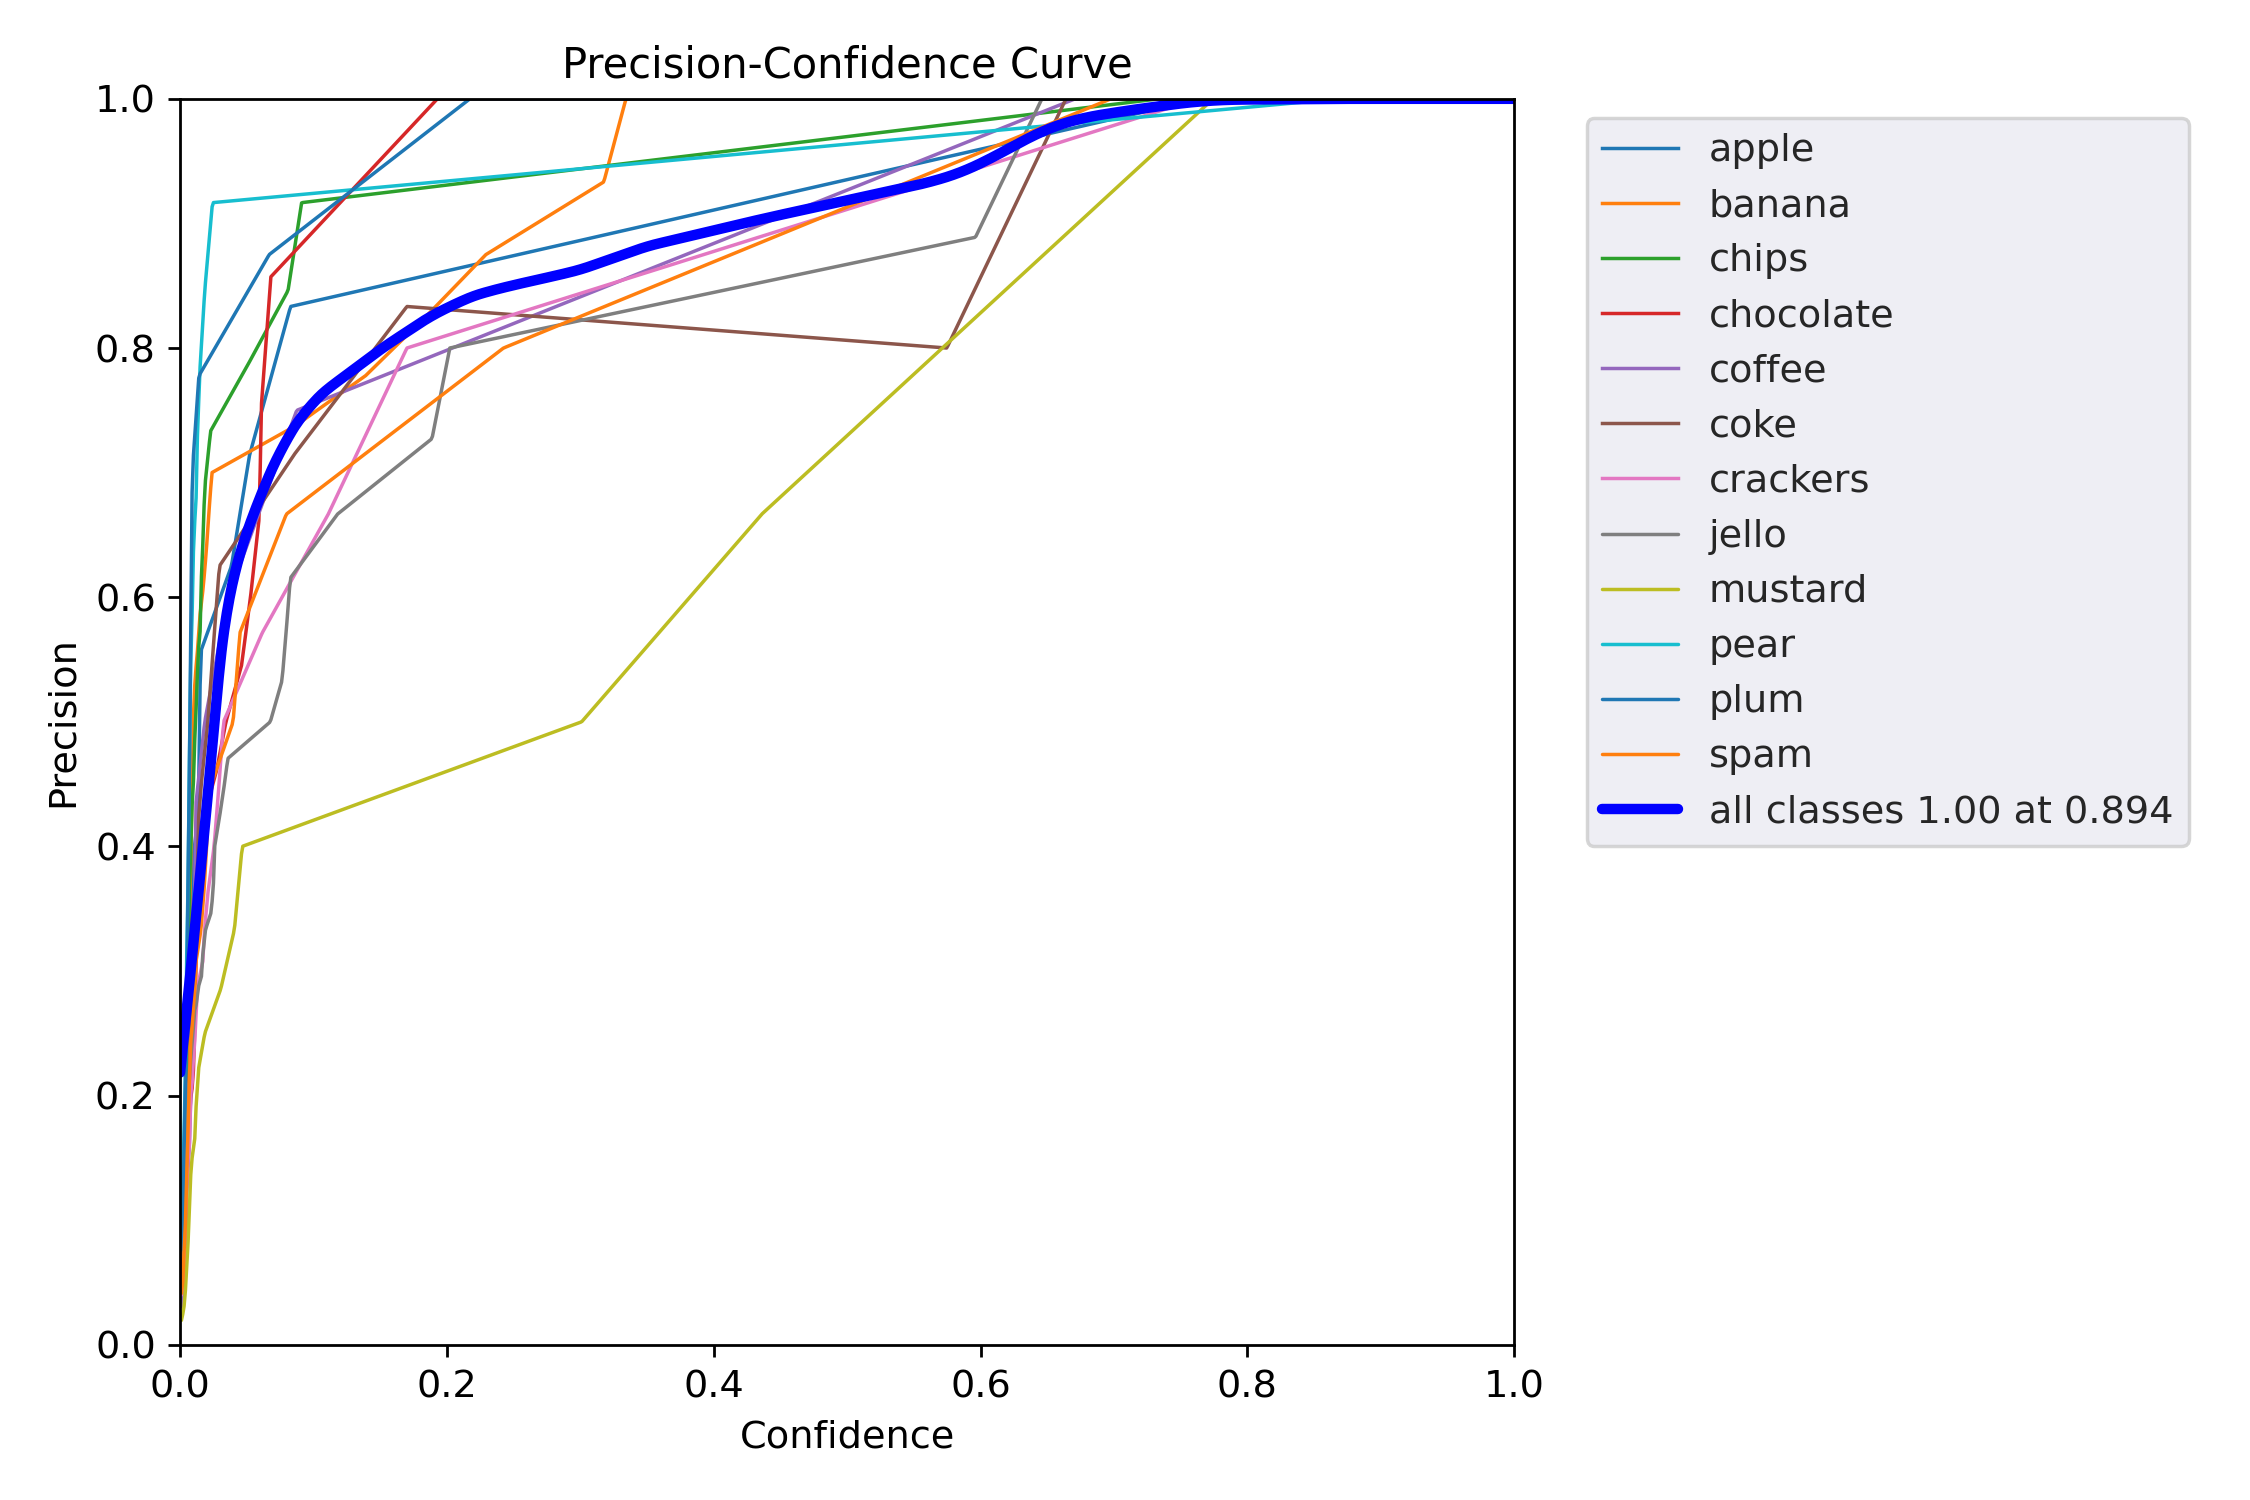 Precision-Confidence Curve
1.0
0.8
0.6
0.4
0.2
0.0
Precision
0.0 0.2 0.4 0.6 0.8 1.0
Confidence
apple
banana
chips
chocolate
coffee
coke
crackers
jello
mustard
pear
plum
spam
all classes 1.00 at 0.894